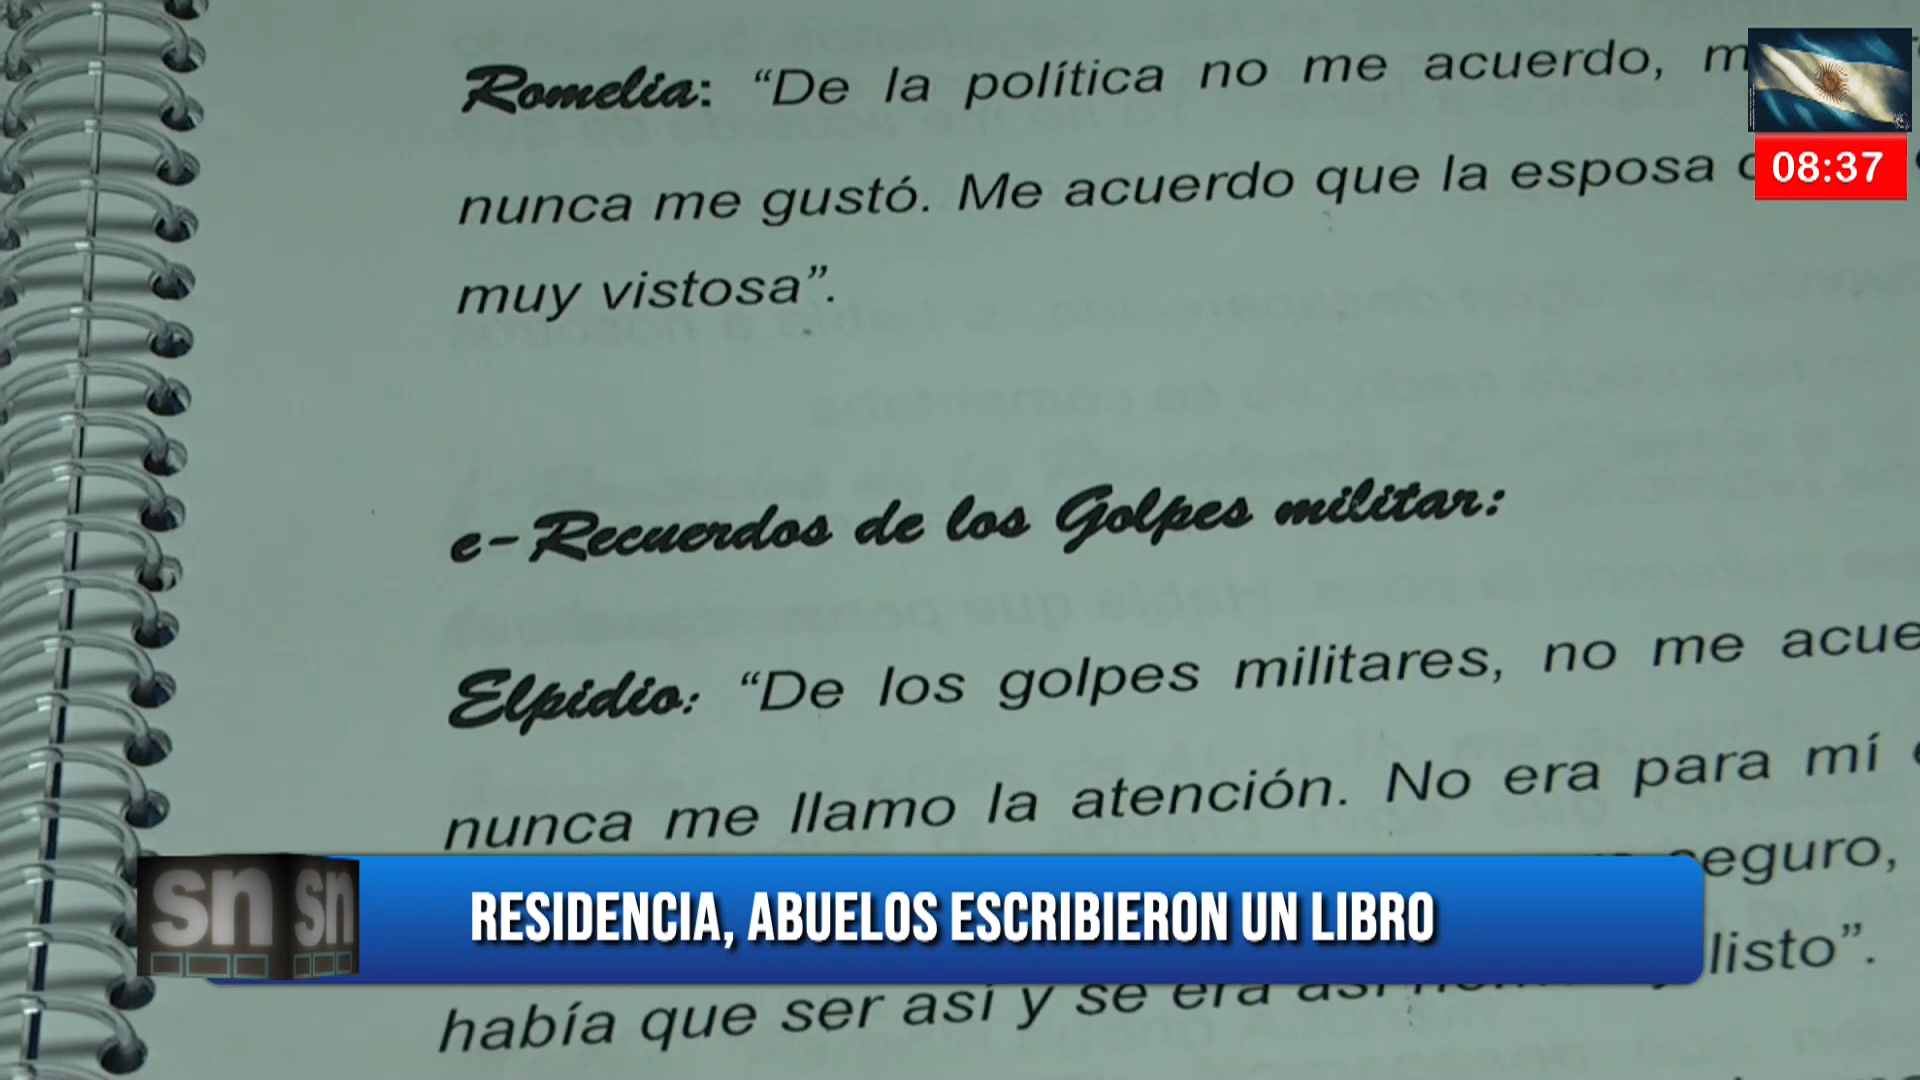 Romelia: “De la política no me acuerdo,
08:37
nunca me gustó. Me acuerdo que la esposa
muy vistosa”.
e-Recuerdos de los Golpes militar:
Elpidio: “De los golpes militares, no me
nunca me llamo la atención. No era para mí
seguro,
sn sn
RESIDENCIA, ABUELOS ESCRIBIERON UN LIBRO
listo”.
había que ser así y se era así